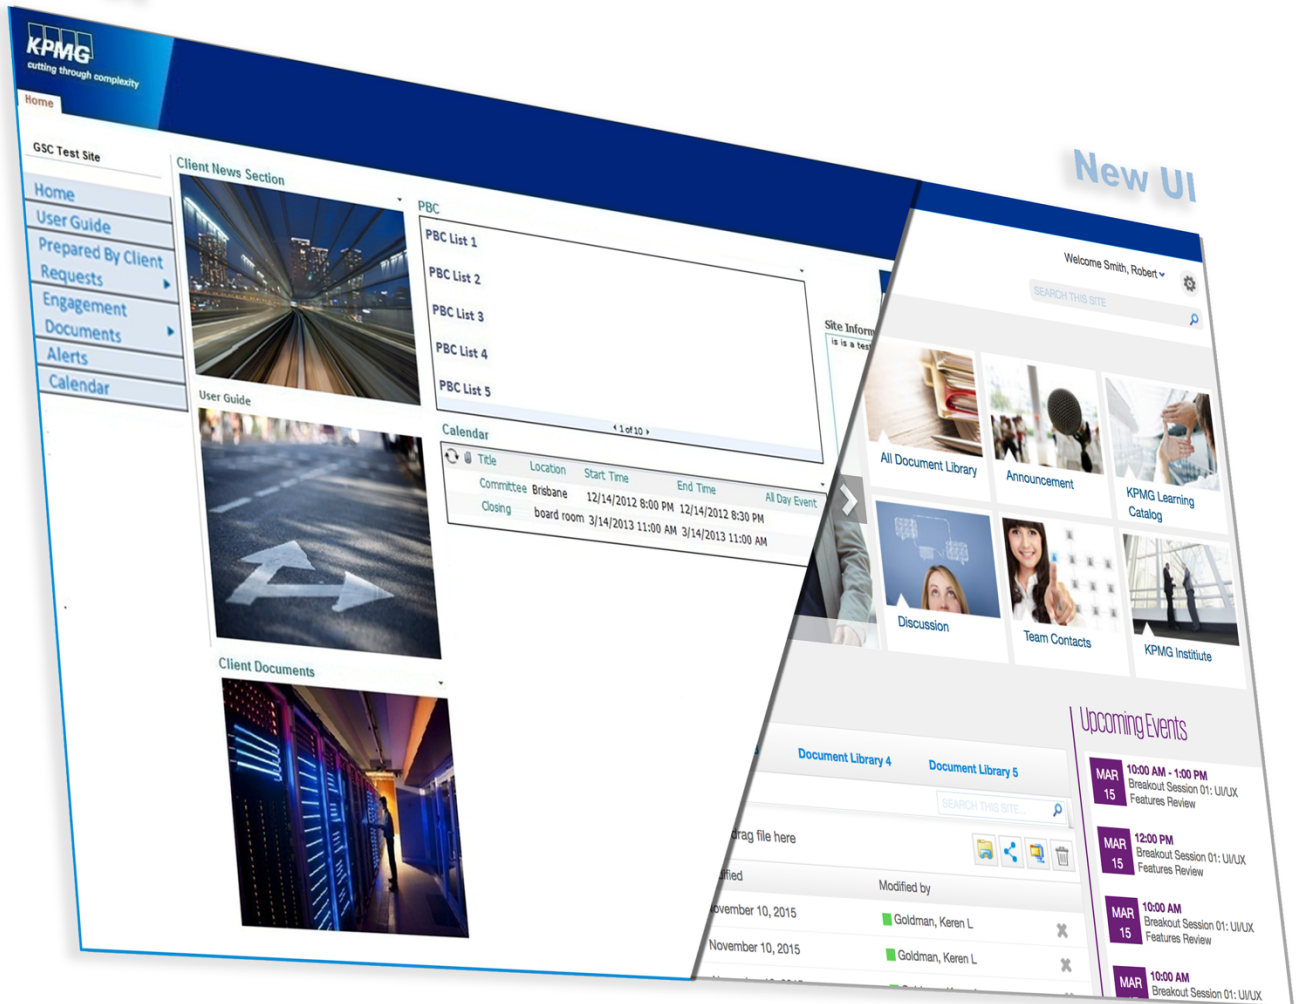 KPMG
cutting through complexity
Home
GSC Test Site
Home
User Guide
Prepared By Client
Requests
Engagement
Documents
Alerts
Calendar
Client News Section
User Guide
Client Documents
PBC
PBC List 1
PBC List 2
PBC List 3
PBC List 4
PBC List 5
1 of 10
Calendar
Title Location Start Time End Time All Day Event
Committee Brisbane 12/14/2012 8:00 PM 12/14/2012 8:30 PM
Closing board room 3/14/2013 11:00 AM 3/14/2013 11:00 AM
Site Inform
is is a test
New UI
Welcome Smith, Robert
SEARCH THIS SITE
All Document Library
Announcement
KPMG Learning
Catalog
Discussion
Team Contacts
KPMG Institiute
Document Library 4 Document Library 5
SEARCH THIS SITE...
drag file here
Modified by
November 10, 2015 Goldman, Keren L
November 10, 2015 Goldman, Keren L
Upcoming Events
MAR
15
10:00 AM - 1:00 PM
Breakout Session 01: UI/UX
Features Review
MAR
15
12:00 PM
Breakout Session 01: UI/UX
Features Review
MAR
15
10:00 AM
Breakout Session 01: UI/UX
Features Review
MAR
10:00 AM
Breakout Session 01: UI/UX